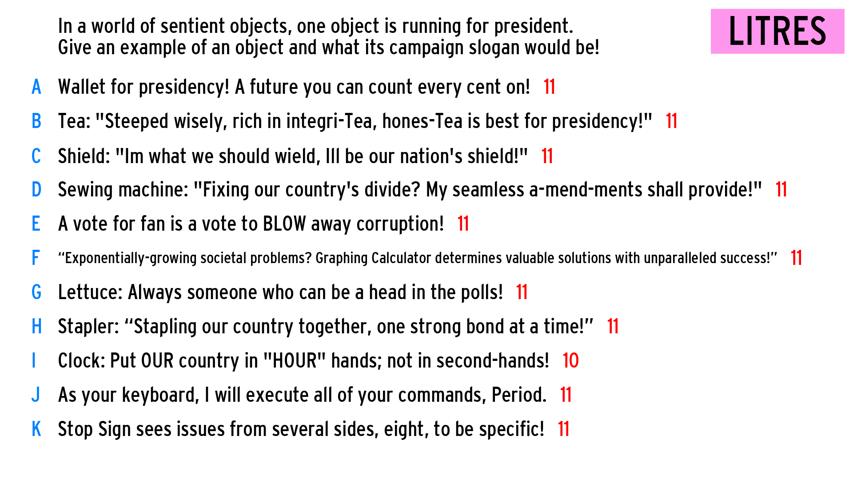 In a world of sentient objects, one object is running for president.
Give an example of an object and what its campaign slogan would be!
LITRES
A Wallet for presidency! A future you can count every cent on! 11
B Tea: "Steeped wisely, rich in integri-Tea, hones-Tea is best for presidency!" 11
C Shield: "Im what we should wield, Ill be our nation's shield!" 11
D Sewing machine: "Fixing our country's divide? My seamless a-mend-ments shall provide!" 11
E A vote for fan is a vote to BLOW away corruption! 11
F “Exponentially-growing societal problems? Graphing Calculator determines valuable solutions with unparalleled success!” 11
G Lettuce: Always someone who can be a head in the polls! 11
H Stapler: “Stapling our country together, one strong bond at a time!” 11
I Clock: Put OUR country in "HOUR" hands; not in second-hands! 10
J As your keyboard, I will execute all of your commands, Period. 11
K Stop Sign sees issues from several sides, eight, to be specific! 11